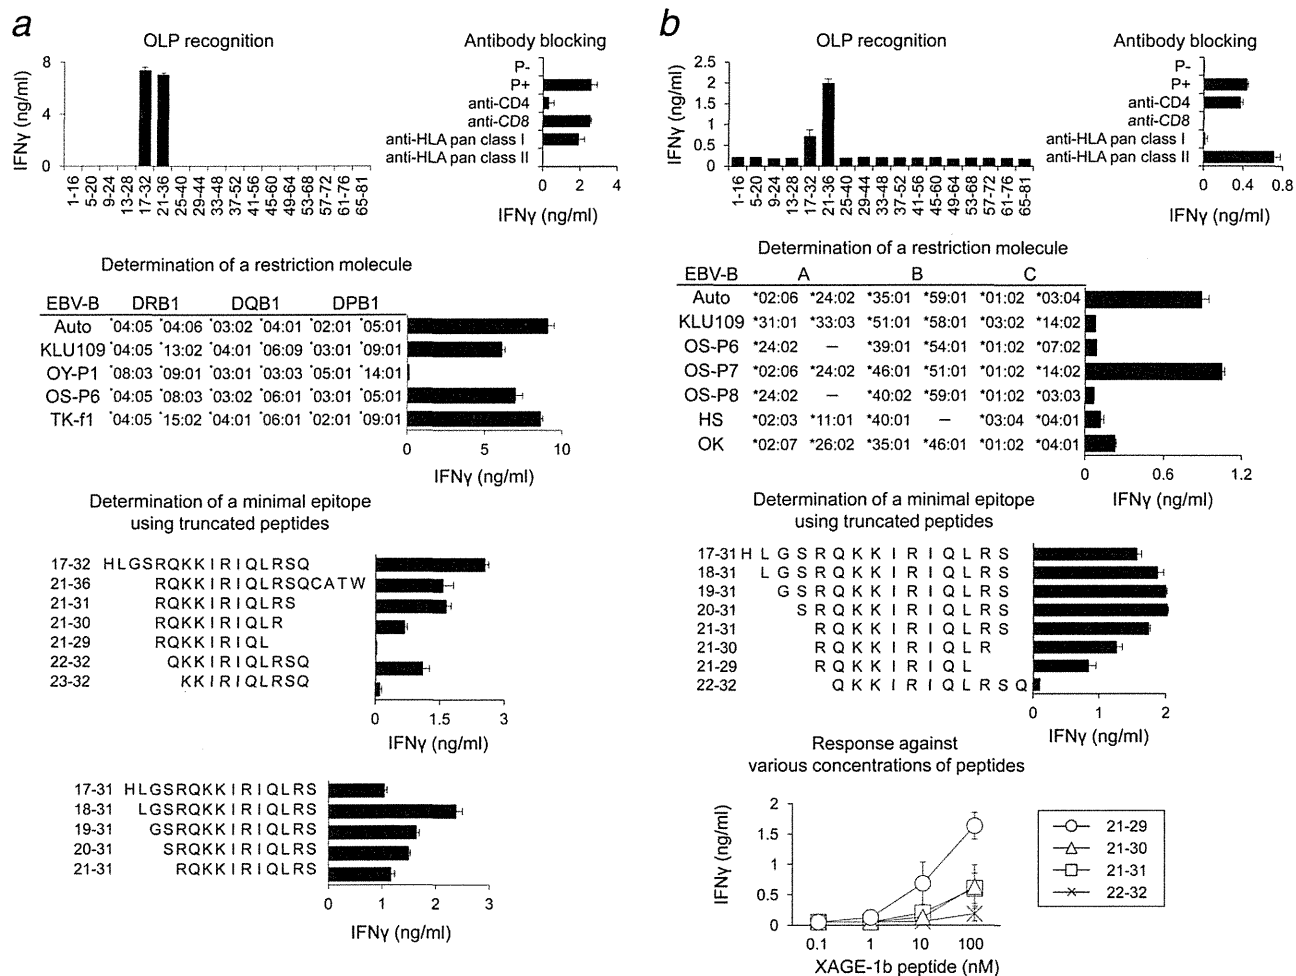 a
OLP recognition
IFNγ (ng/ml)
8
4
0
1-16
5-20
9-24
13-28
17-32
21-36
25-40
29-44
33-48
37-52
41-56
45-60
49-64
53-68
57-72
61-76
65-81
Antibody blocking
P-
P+
anti-CD4
anti-CD8
anti-HLA pan class I
anti-HLA pan class II
0 2 4
IFNγ (ng/ml)
Determination of a restriction molecule
EBV-B DRB1 DQB1 DPB1
Auto *04:05 *04:06 *03:02 *04:01 *02:01 *05:01
KLU109 *04:05 *13:02 *04:01 *06:09 *03:01 *09:01
OY-P1 *08:03 *09:01 *03:01 *03:03 *05:01 *14:01
OS-P6 *04:05 *08:03 *03:02 *06:01 *03:01 *05:01
TK-f1 *04:05 *15:02 *04:01 *06:01 *02:01 *09:01
0 5 10
IFNγ (ng/ml)
Determination of a minimal epitope
using truncated peptides
17-32 HLGSRQKKIRIQLRSQ
21-36 RQKKIRIQLRSQCATW
21-31 RQKKIRIQLRS
21-30 RQKKIRIQLR
21-29 RQKKIRIQL
22-32 QKKIRIQLRSQ
23-32 KKIRIQLRSQ
0 1.5 3
IFNγ (ng/ml)
17-31 HLGSRQKKIRIQLRS
18-31 LGSRQKKIRIQLRS
19-31 GSRQKKIRIQLRS
20-31 SRQKKIRIQLRS
21-31 RQKKIRIQLRS
0 1 2 3
IFNγ (ng/ml)
b
OLP recognition
IFNγ (ng/ml)
2.5
2
1.5
1
0.5
0
1-16
5-20
9-24
13-28
17-32
21-36
25-40
29-44
33-48
37-52
41-56
45-60
49-64
53-68
57-72
61-76
65-81
Antibody blocking
P-
P+
anti-CD4
anti-CD8
anti-HLA pan class I
anti-HLA pan class II
0 0.4 0.8
IFNγ (ng/ml)
Determination of a restriction molecule
EBV-B A B C
Auto *02:06 *24:02 *35:01 *59:01 *01:02 *03:04
KLU109 *31:01 *33:03 *51:01 *58:01 *03:02 *14:02
OS-P6 *24:02 – *39:01 *54:01 *01:02 *07:02
OS-P7 *02:06 *24:02 *46:01 *51:01 *01:02 *14:02
OS-P8 *24:02 – *40:02 *59:01 *01:02 *03:03
HS *02:03 *11:01 *40:01 – *03:04 *04:01
OK *02:07 *26:02 *35:01 *46:01 *01:02 *04:01
0 0.6 1.2
IFNγ (ng/ml)
Determination of a minimal epitope
using truncated peptides
17-31 H L G S R Q K K I R I Q L R S
18-31 L G S R Q K K I R I Q L R S
19-31 G S R Q K K I R I Q L R S
20-31 S R Q K K I R I Q L R S
21-31 R Q K K I R I Q L R S
21-30 R Q K K I R I Q L R
21-29 R Q K K I R I Q L
22-32 Q K K I R I Q L R S Q
0 1 2
IFNγ (ng/ml)
Response against
various concentrations of peptides
IFNγ (ng/ml)
2
1.5
1
0.5
0
0.1 1 10 100
XAGE-1b peptide (nM)
21-29
21-30
21-31
22-32